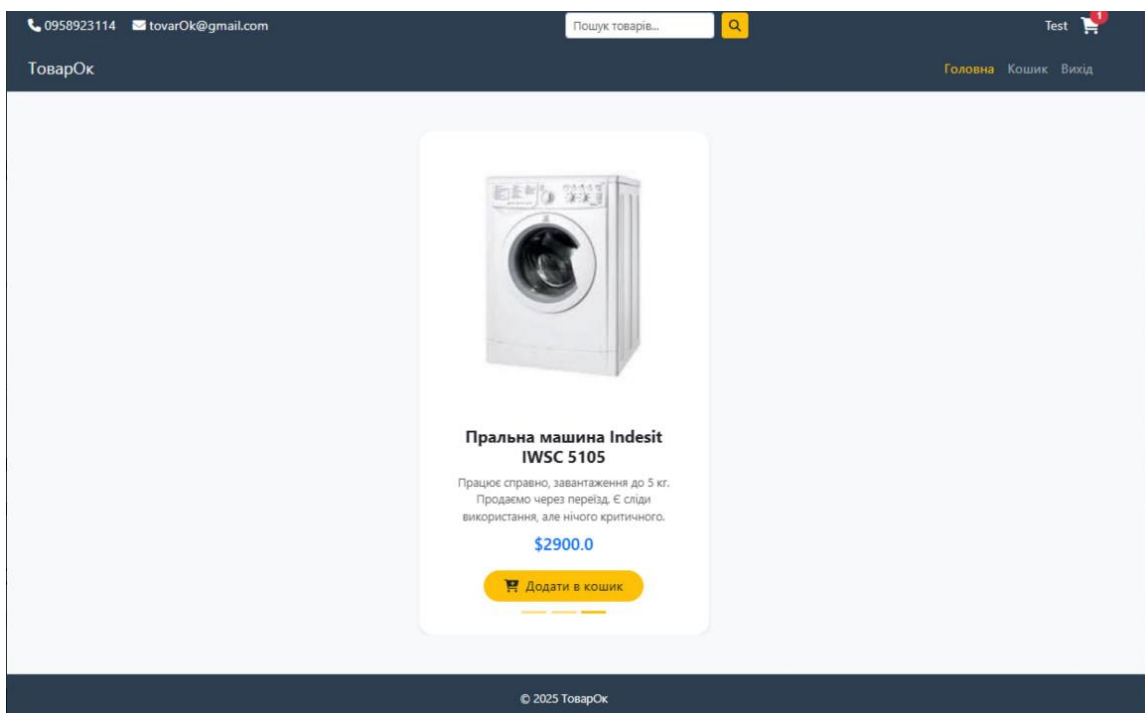 0958923114 tovarOk@gmail.com Пошук товарів... Test 1
ТоварОк Головна Кошик Вихід
Пральна машина Indesit
IWSC 5105
Працює справно, завантаження до 5 кг.
Продаємо через переїзд. Є сліди
використання, але нічого критичного.
$2900.0
Додати в кошик
© 2025 ТоварОк